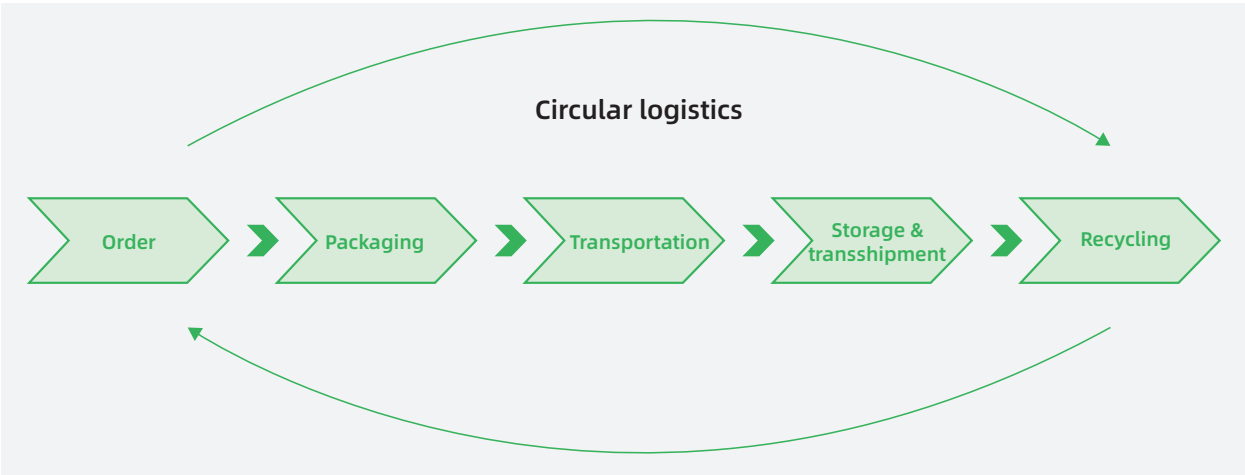 Circular logistics
Order
Packaging
Transportation
Storage &
transshipment
Recycling